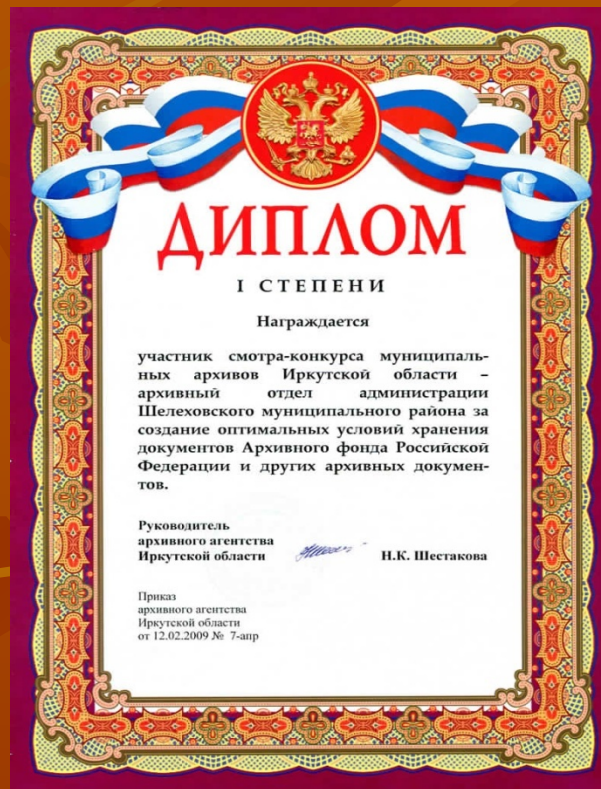 ДИПЛОМ
I СТЕПЕНИ
Награждается
участник смотра-конкурса муниципаль-
ных архивов Иркутской области –
архивный отдел администрации
Шелеховского муниципального района за
создание оптимальных условий хранения
документов Архивного фонда Российской
Федерации и других архивных докумен-
тов.
Руководитель
архивного агентства
Иркутской области Н.К. Шестакова
Приказ
архивного агентства
Иркутской области
от 12.02.2009 № 7-апр